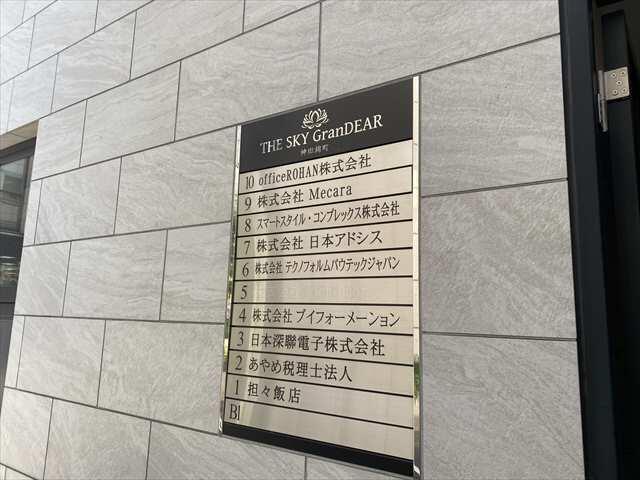 THE SKY GranDEAR
神田錦町
10 officeROHAN株式会社
9 株式会社 Mecara
8 スマートスタイル・コンプレックス株式会社
7 株式会社 日本アドシス
6 株式会社 テクノフォルムバウテックジャパン
5
4 株式会社 ブイフォーメーション
3 日本深聯電子株式会社
2 あやめ税理士法人
1 担々飯店
B1